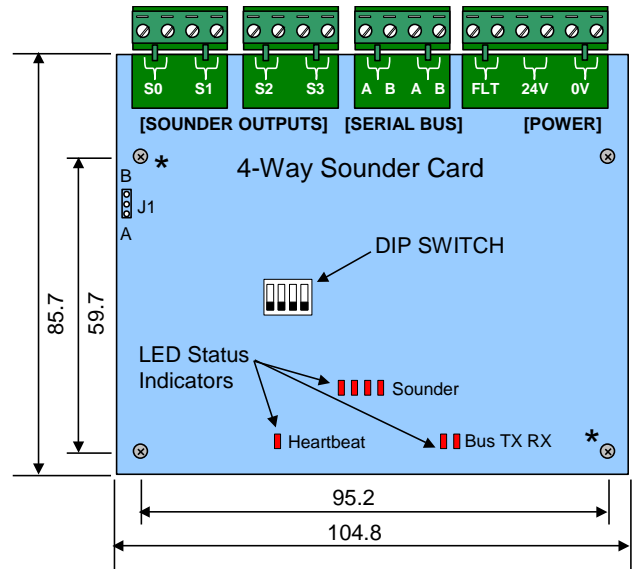 S0 S1 S2 S3 A B A B FLT 24V 0V
[SOUNDER OUTPUTS] [SERIAL BUS] [POWER]
* 4-Way Sounder Card
B
J1
A
DIP SWITCH
85.7
59.7
LED Status
Indicators
Sounder
Heartbeat
Bus TX RX
*
95.2
104.8